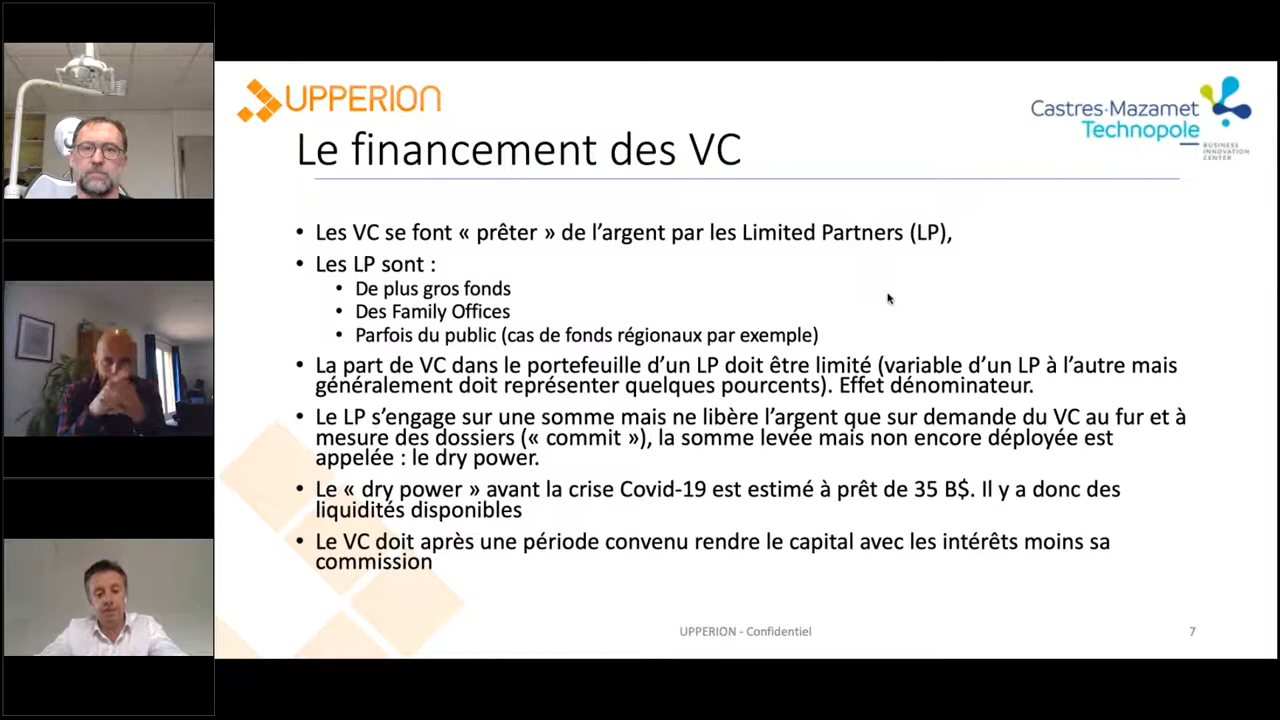 UPPERION
Castres-Mazamet
Technopole
BUSINESS
INNOVATION
CENTER
Le financement des VC
• Les VC se font « prêter » de l’argent par les Limited Partners (LP),
• Les LP sont :
• De plus gros fonds
• Des Family Offices
• Parfois du public (cas de fonds régionaux par exemple)
• La part de VC dans le portefeuille d’un LP doit être limité (variable d’un LP à l’autre mais
généralement doit représenter quelques pourcents). Effet dénominateur.
• Le LP s’engage sur une somme mais ne libère l’argent que sur demande du VC au fur et à
mesure des dossiers (« commit »), la somme levée mais non encore déployée est
appelée : le dry power.
• Le « dry power » avant la crise Covid-19 est estimé à prêt de 35 B$. Il y a donc des
liquidités disponibles
• Le VC doit après une période convenu rendre le capital avec les intérêts moins sa
commission
UPPERION - Confidentiel
7